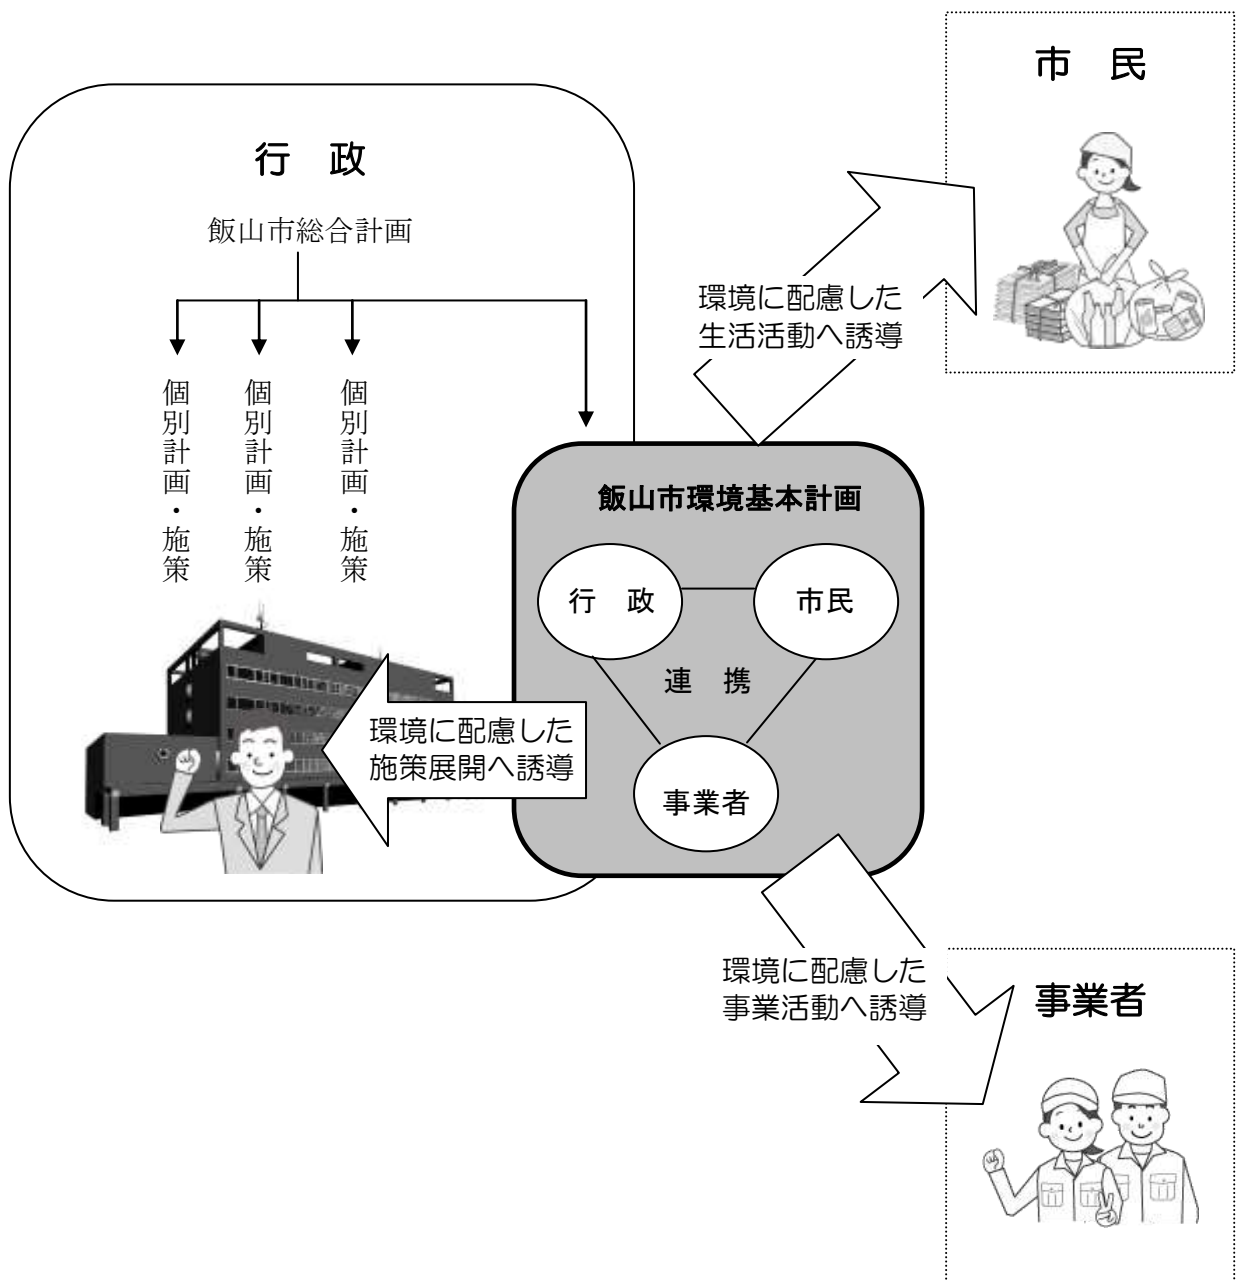 市　民
行　政
飯山市総合計画
環境に配慮した
生活活動へ誘導
個別計画・施策
個別計画・施策
個別計画・施策
飯山市環境基本計画
行　政
市民
連　携
環境に配慮した
施策展開へ誘導
事業者
環境に配慮した
事業活動へ誘導
事業者